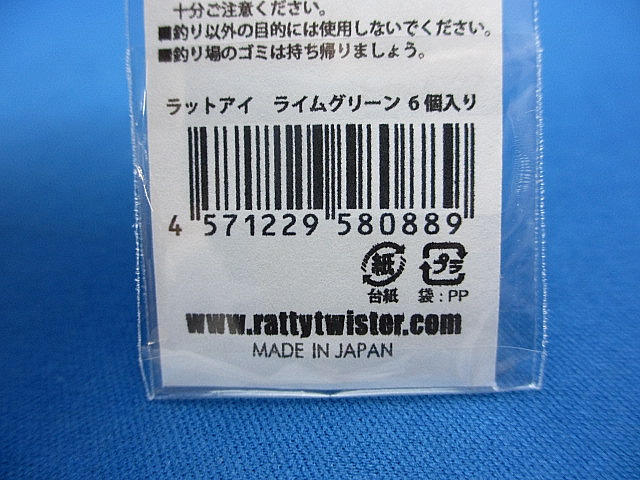 十分ご注意ください。
■釣り以外の目的には使用しないでください。
■釣り場のゴミは持ち帰りましょう。
ラットアイ　ライムグリーン 6個入り
4 571229 580889
紙 プラ
台紙 袋：PP
www.rattytwister.com
MADE IN JAPAN